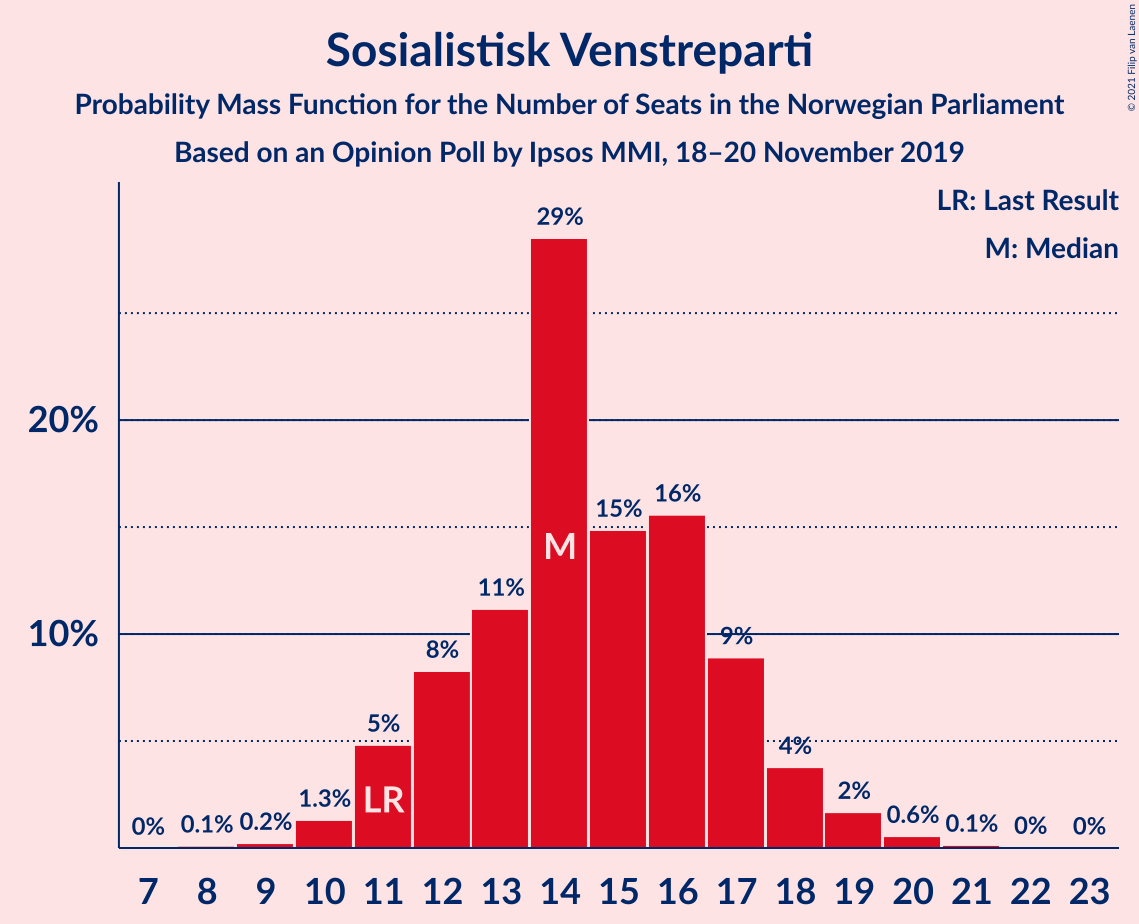 Sosialistisk Venstreparti
Probability Mass Function for the Number of Seats in the Norwegian Parliament
Based on an Opinion Poll by Ipsos MMI, 18–20 November 2019
© 2021 Filip van Laenen
LR: Last Result
M: Median
20%
10%
0%
0.1%
0.2%
1.3%
5%
8%
11%
29%
15%
16%
9%
4%
2%
0.6%
0.1%
0%
0%
LR
M
7 8 9 10 11 12 13 14 15 16 17 18 19 20 21 22 23